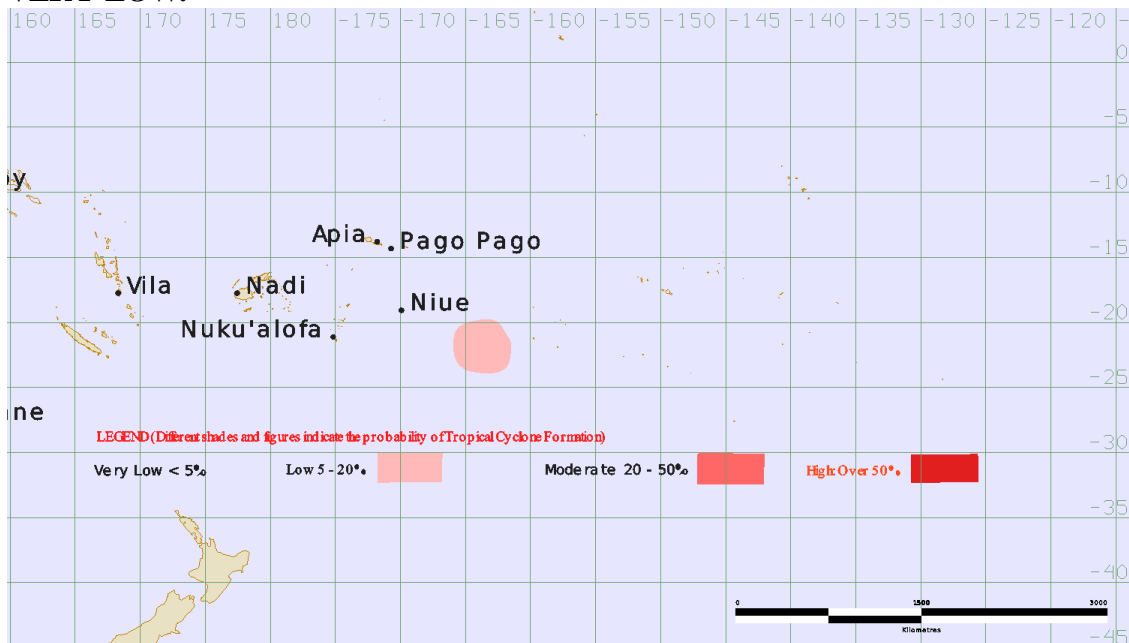 160 165 170 175 180 -175 -170 -165 -160 -155 -150 -145 -140 -135 -130 -125 -120
0
-5
-10
-15
Apia
Pago Pago
Vila
Nadi
Niue
-20
Nuku'alofa
-25
ne
LEGEND(Different shades and figures indicate the probability of Tropical Cyclone Formation)
-30
Very Low < 5%
Low 5 - 20%
Moderate 20 - 50%
High: Over 50%
-35
-40
0 1500 3000
Kilometres
-45